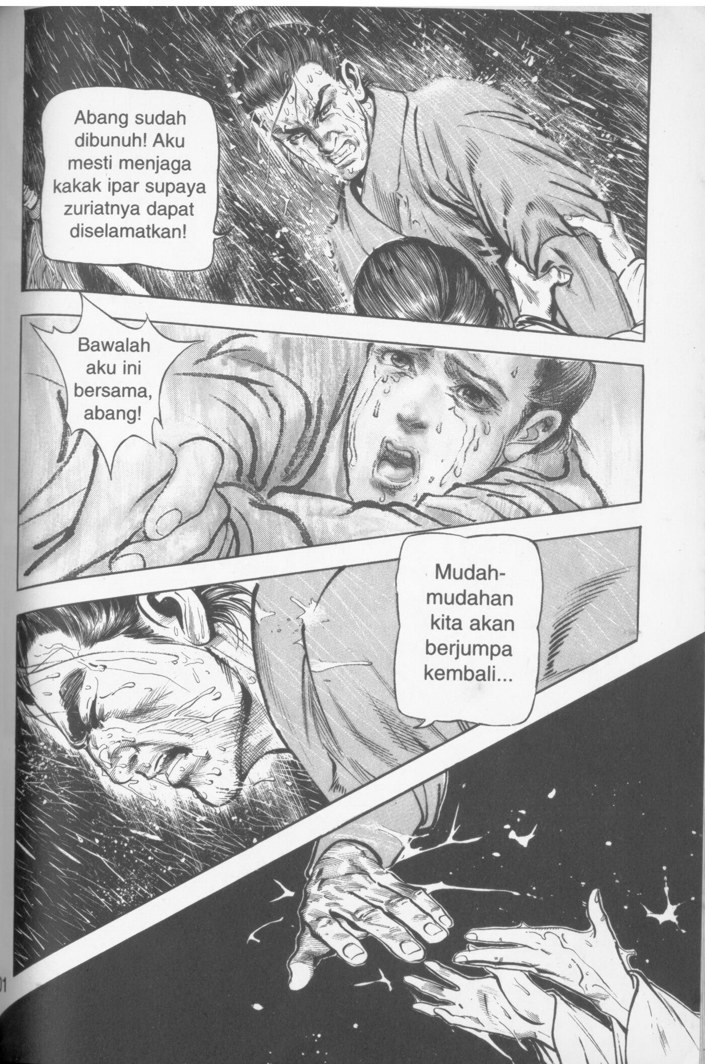 Abang sudah
dibunuh! Aku
mesti menjaga
kakak ipar supaya
zuriatnya dapat
diselamatkan!
Bawalah
aku ini
bersama,
abang!
Mudah-
mudahan
kita akan
berjumpa
kembali...
01